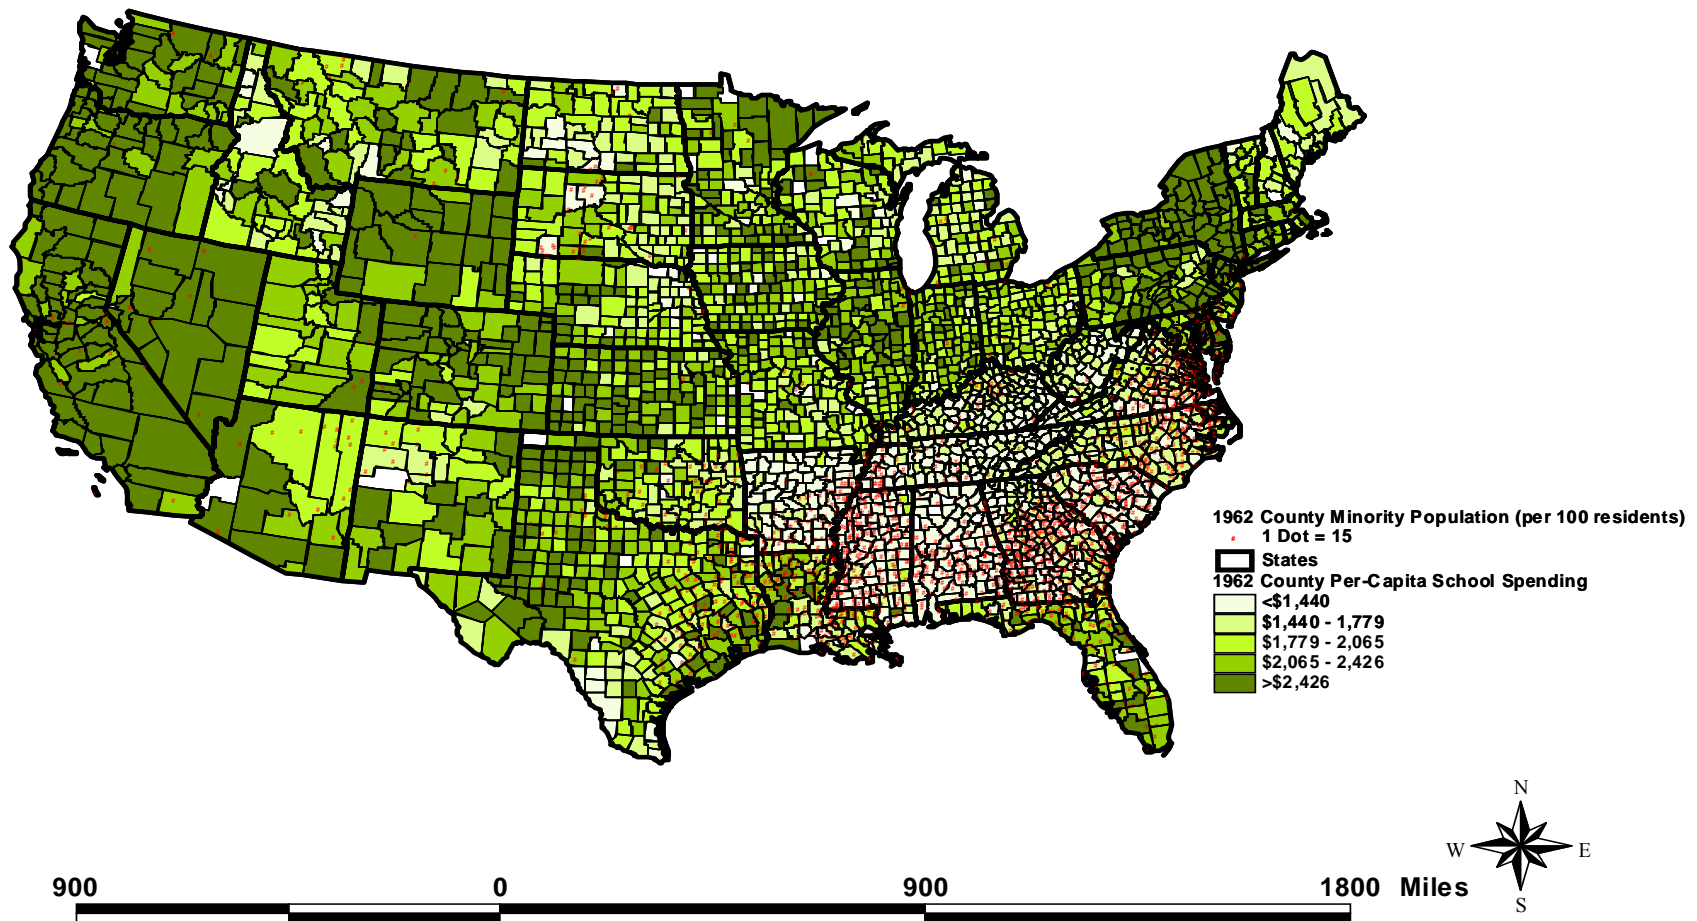 1962 County Minority Population (per 100 residents)
1 Dot = 15
States
1962 County Per-Capita School Spending
<$1,440
$1,440 - 1,779
$1,779 - 2,065
$2,065 - 2,426
>$2,426
N
W E
S
900 0 900 1800 Miles